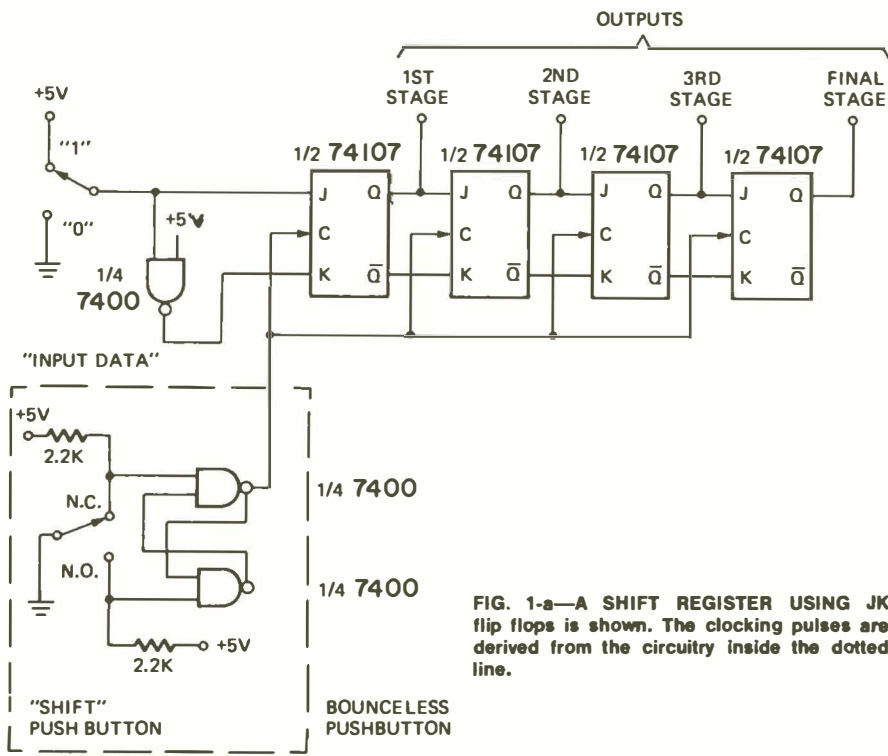 OUTPUTS
1ST
STAGE
2ND
STAGE
3RD
STAGE
FINAL
STAGE
+5V
"1"
"0"
+5V
1/4
7400
1/2 74107
1/2 74107
1/2 74107
1/2 74107
J Q
C
K Q̅
J Q
C
K Q̅
J Q
C
K Q̅
J Q
C
K Q̅
"INPUT DATA"
+5V
2.2K
N.C.
N.O.
2.2K
+5V
1/4 7400
1/4 7400
"SHIFT"
PUSH BUTTON
BOUNCELESS
PUSHBUTTON
FIG. 1-a—A SHIFT REGISTER USING JK
flip flops is shown. The clocking pulses are
derived from the circuitry inside the dotted
line.